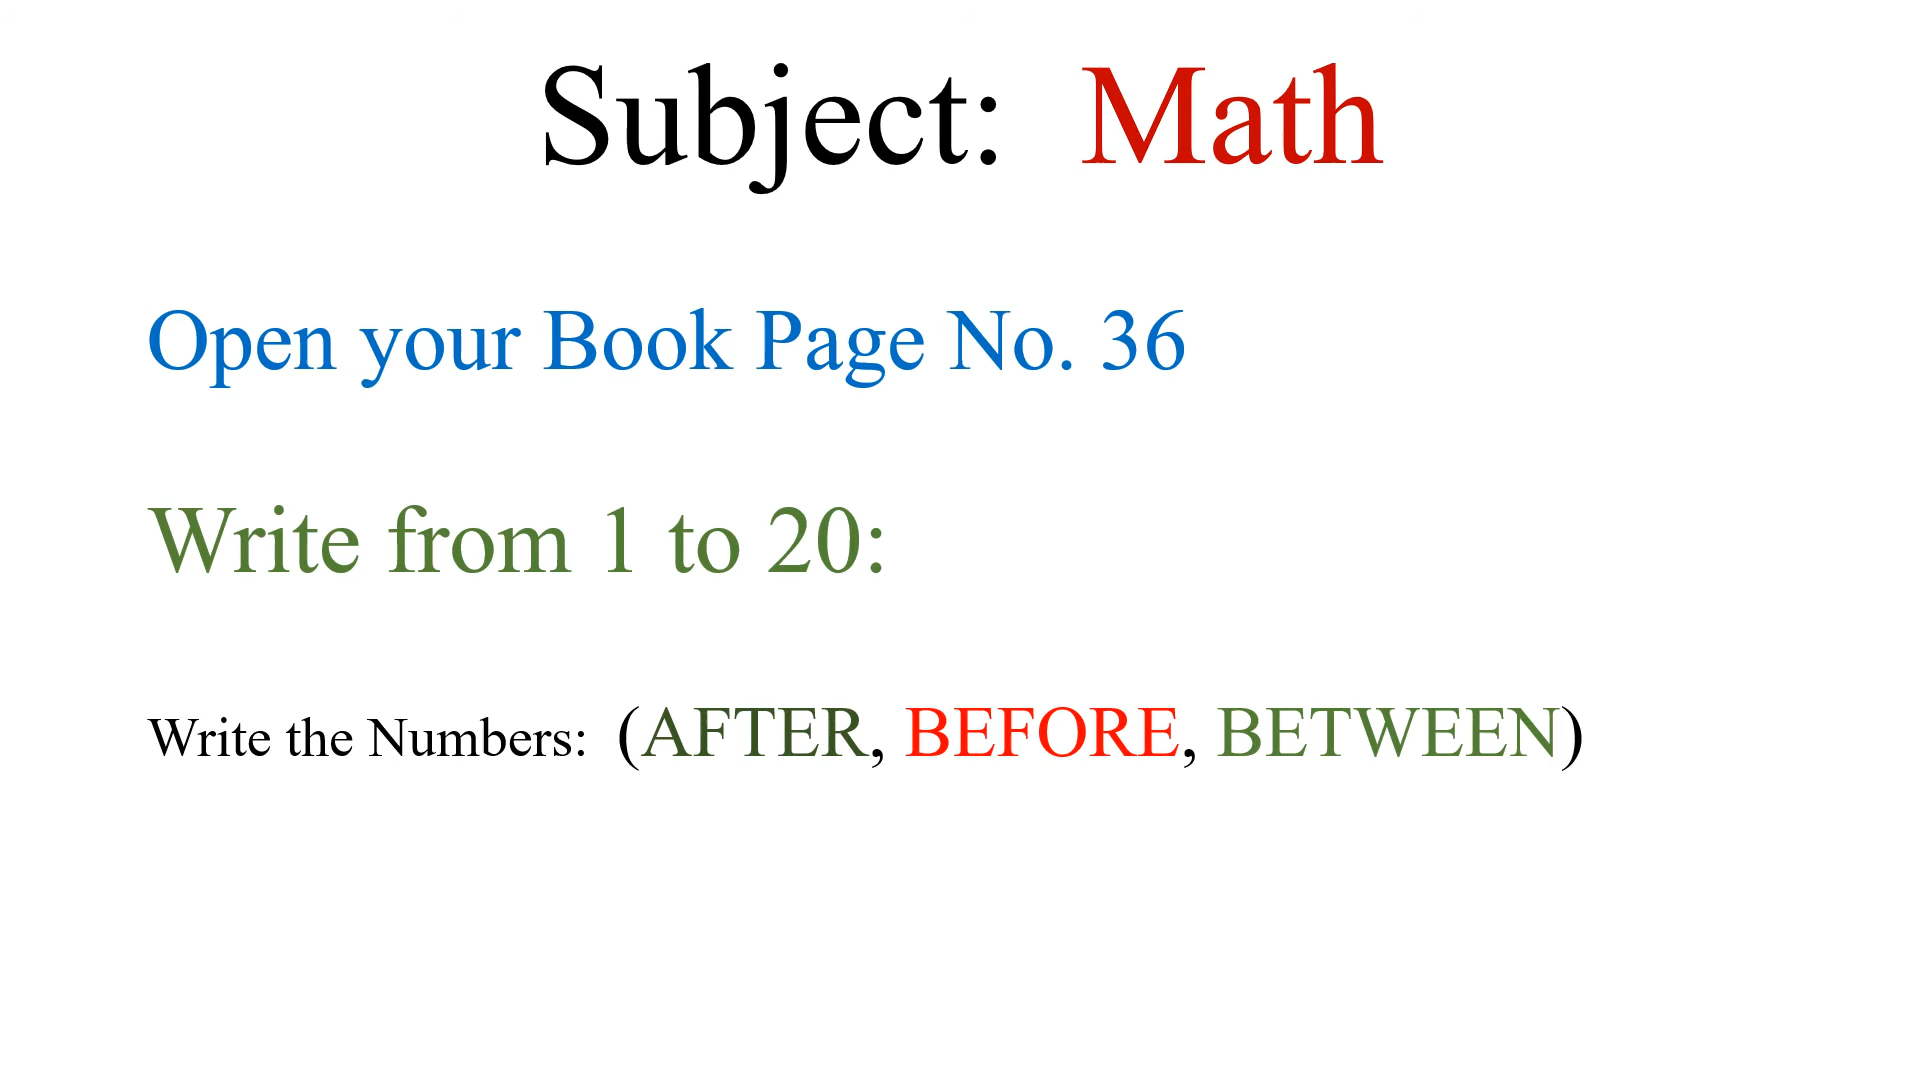 Subject: Math
Open your Book Page No. 36
Write from 1 to 20:
Write the Numbers: (AFTER, BEFORE, BETWEEN)